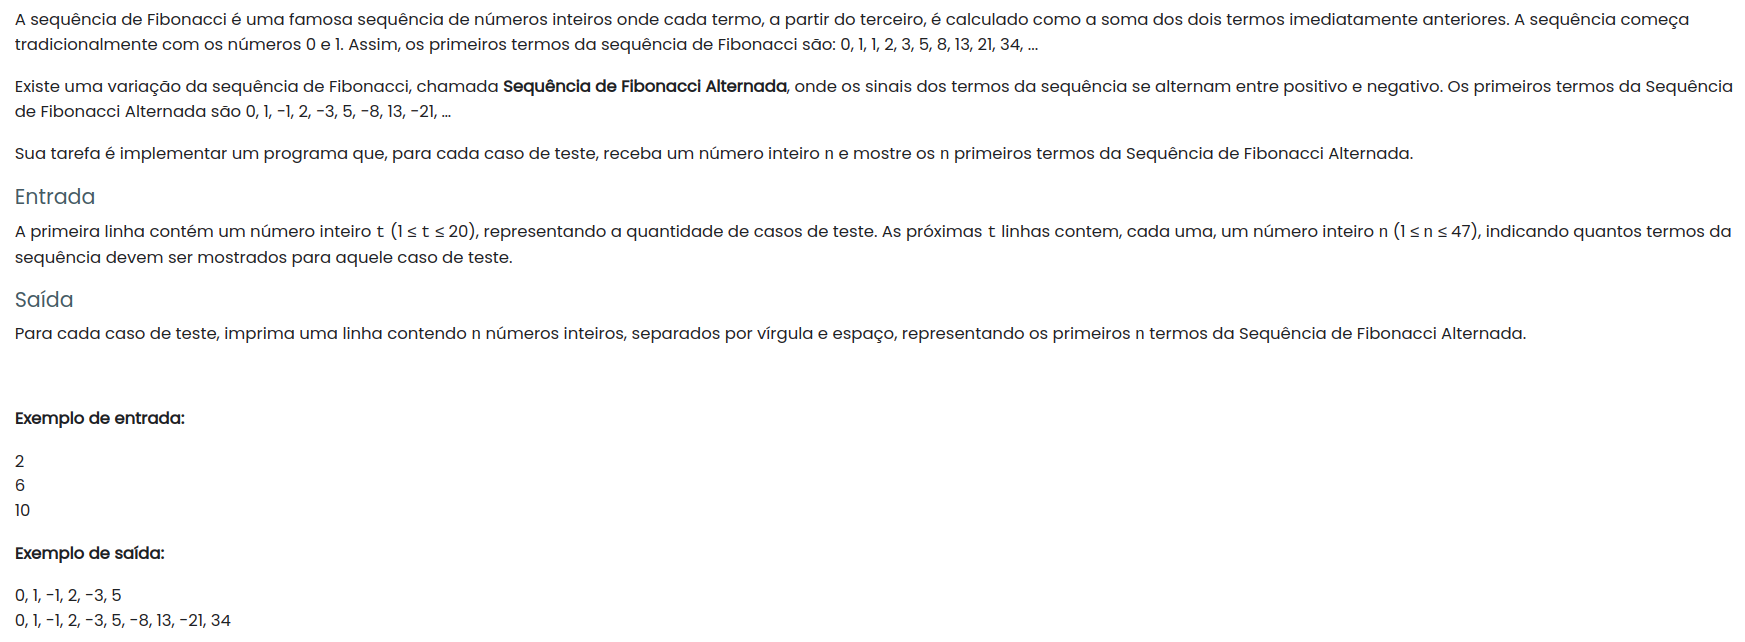 A sequência de Fibonacci é uma famosa sequência de números inteiros onde cada termo, a partir do terceiro, é calculado como a soma dos dois termos imediatamente anteriores. A sequência começa
tradicionalmente com os números 0 e 1. Assim, os primeiros termos da sequência de Fibonacci são: 0, 1, 1, 2, 3, 5, 8, 13, 21, 34, ...
Existe uma variação da sequência de Fibonacci, chamada Sequência de Fibonacci Alternada, onde os sinais dos termos da sequência se alternam entre positivo e negativo. Os primeiros termos da Sequência
de Fibonacci Alternada são 0, 1, -1, 2, -3, 5, -8, 13, -21, ...
Sua tarefa é implementar um programa que, para cada caso de teste, receba um número inteiro n e mostre os n primeiros termos da Sequência de Fibonacci Alternada.
Entrada
A primeira linha contém um número inteiro t (1 ≤ t ≤ 20), representando a quantidade de casos de teste. As próximas t linhas contem, cada uma, um número inteiro n (1 ≤ n ≤ 47), indicando quantos termos da
sequência devem ser mostrados para aquele caso de teste.
Saída
Para cada caso de teste, imprima uma linha contendo n números inteiros, separados por vírgula e espaço, representando os primeiros n termos da Sequência de Fibonacci Alternada.
Exemplo de entrada:
2
6
10
Exemplo de saída:
0, 1, -1, 2, -3, 5
0, 1, -1, 2, -3, 5, -8, 13, -21, 34